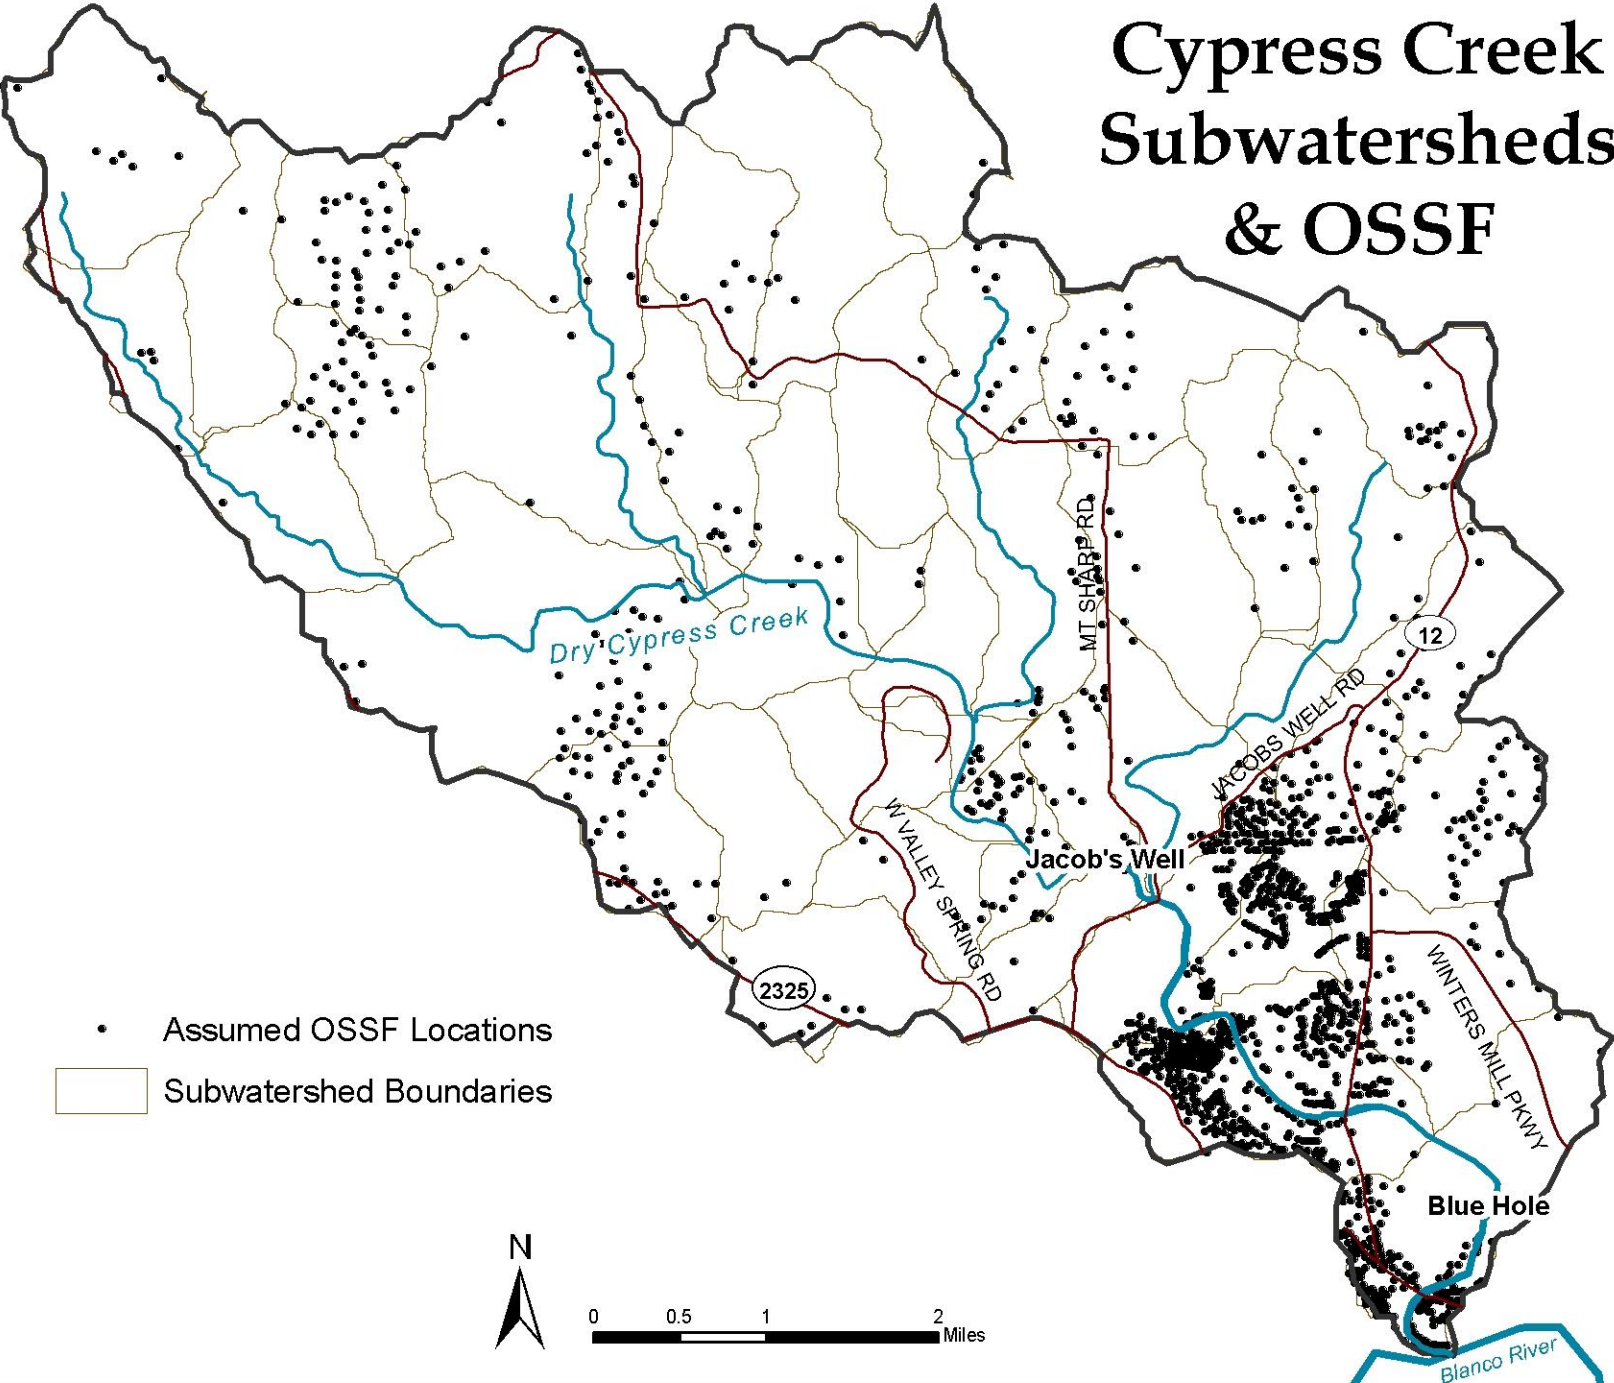 Cypress Creek
Subwatersheds
& OSSF
MT SHARP RD
Dry Cypress Creek
12
JACOBS WELL RD
W VALLEY SPRING RD
Jacob's Well
2325
WINTERS MILL PKWY
Assumed OSSF Locations
Subwatershed Boundaries
Blue Hole
N
0 0.5 1 2
Miles
Blanco River